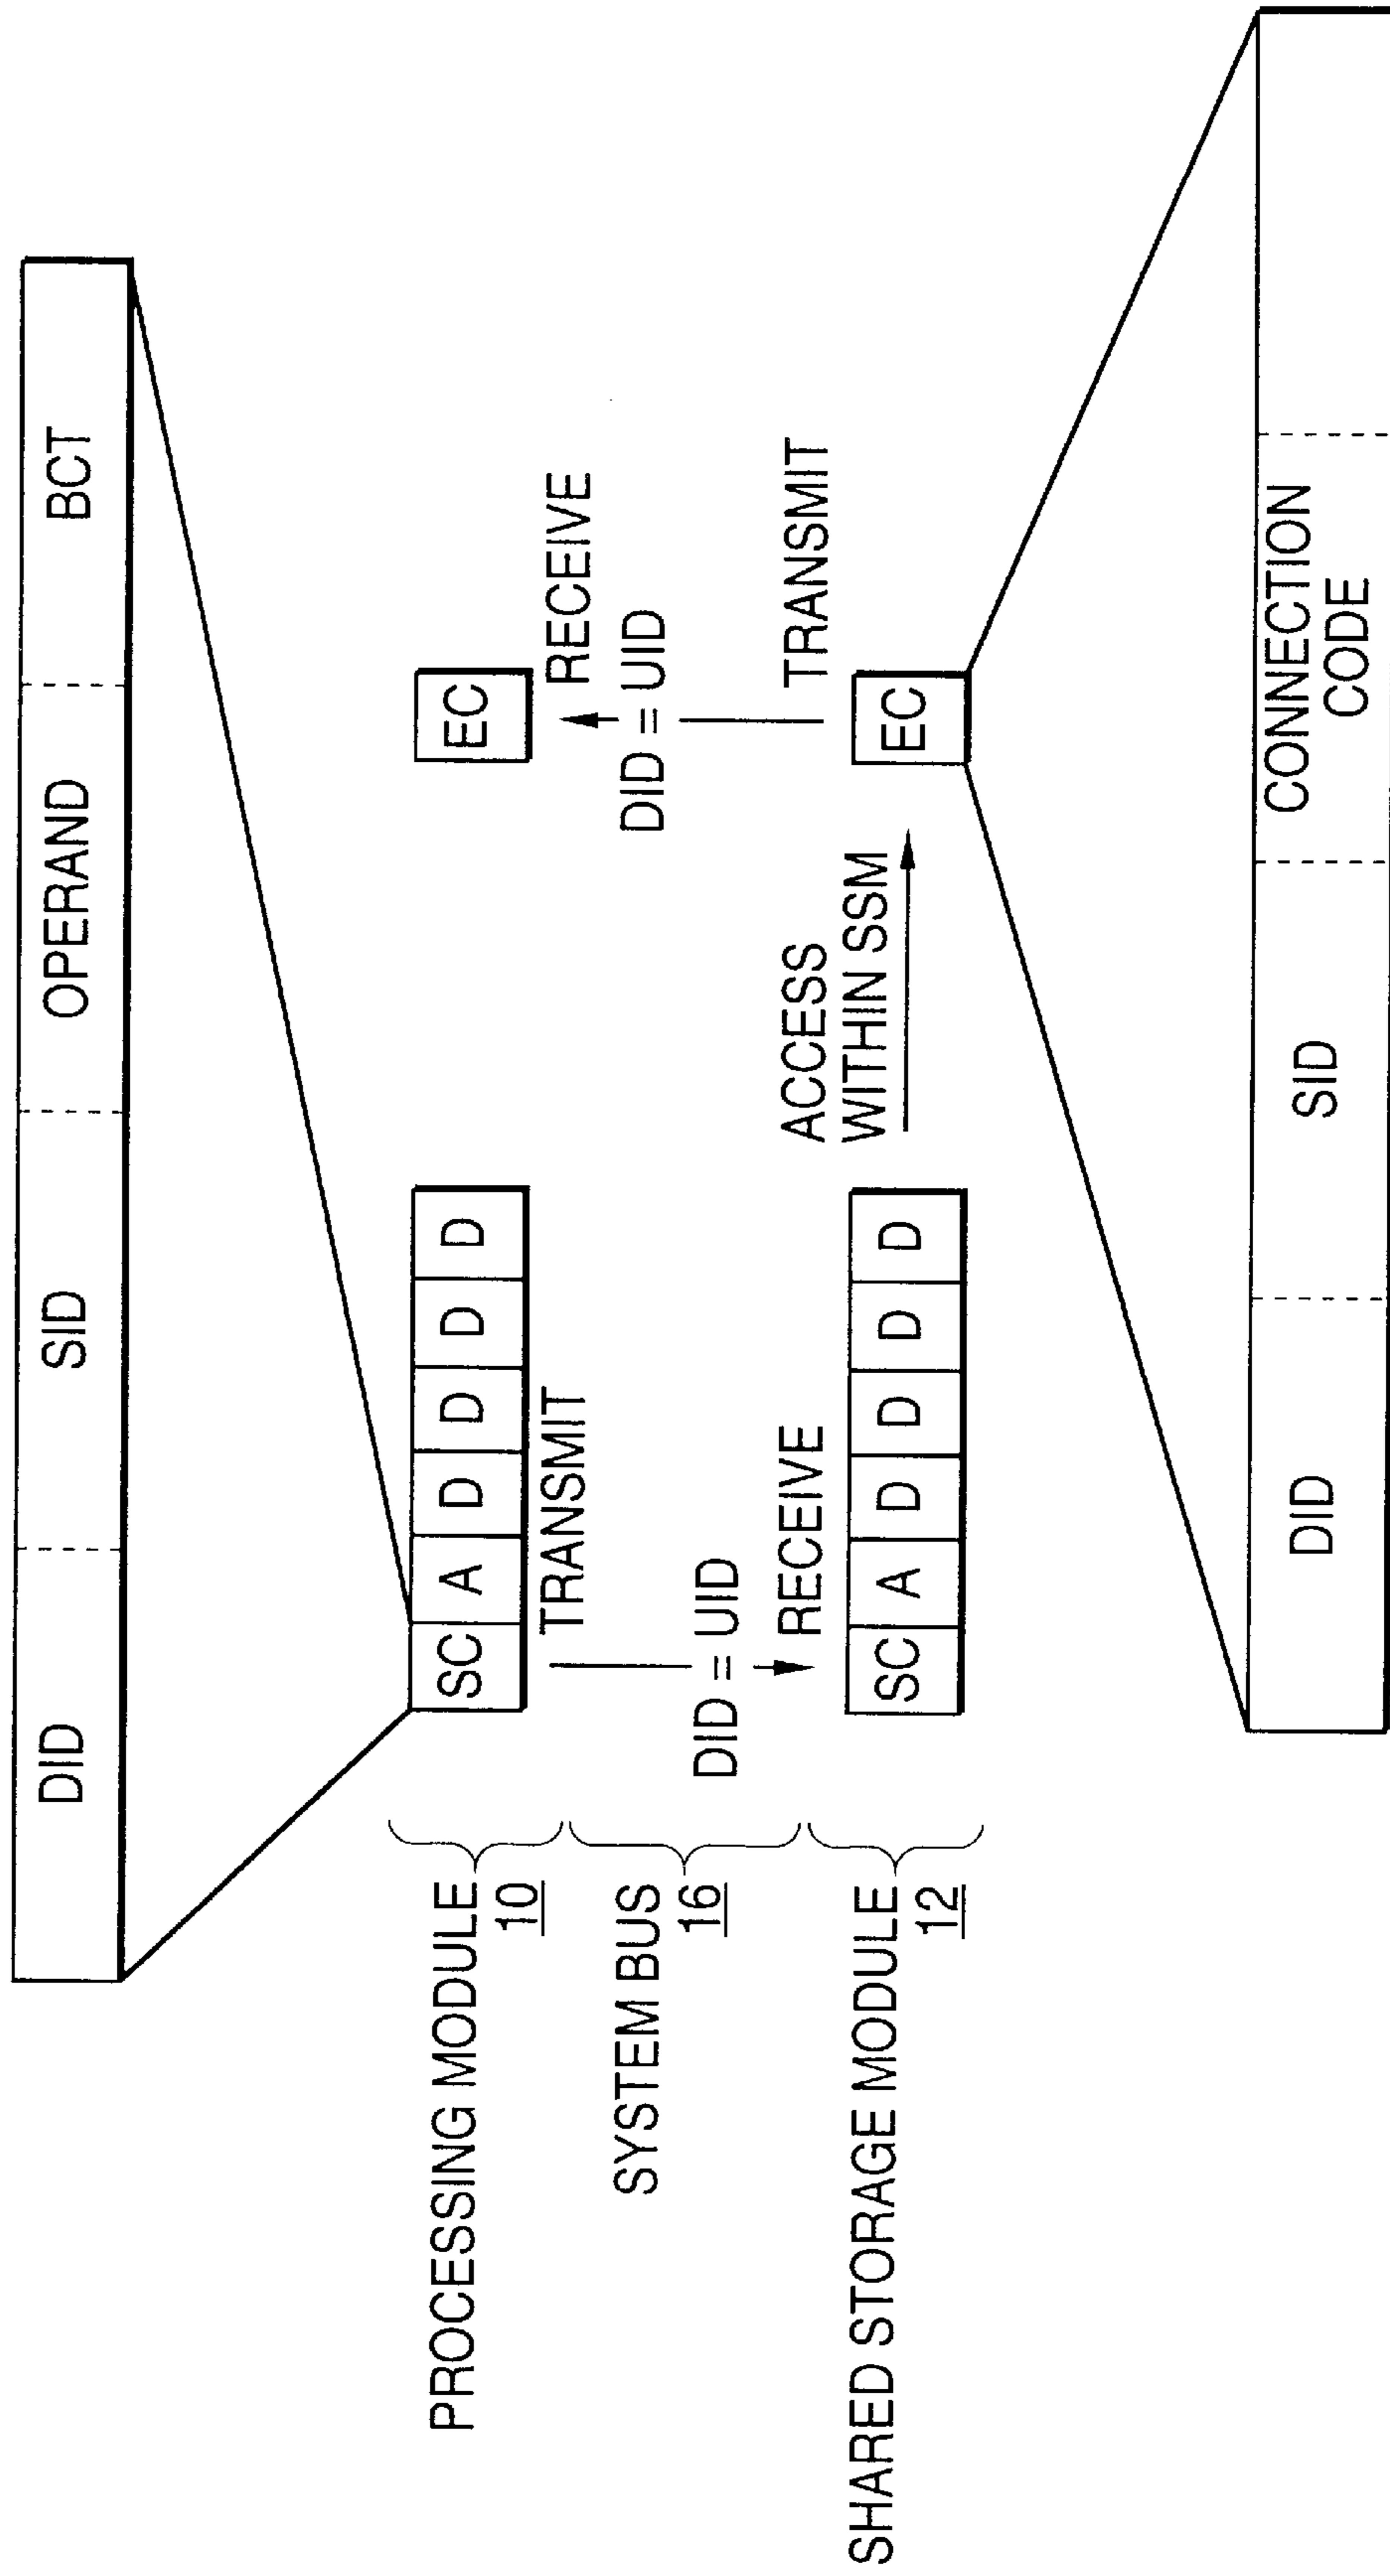 DID SID OPERAND BCT
PROCESSING MODULE
10
SC A D D D D
EC
TRANSMIT
RECEIVE
SYSTEM BUS
16
DID = UID
DID = UID
RECEIVE
ACCESS
WITHIN SSM
TRANSMIT
SHARED STORAGE MODULE
12
SC A D D D D
EC
DID SID CONNECTION
CODE